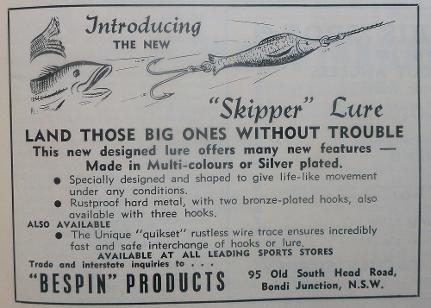 Introducing
THE NEW
"Skipper" Lure
LAND THOSE BIG ONES WITHOUT TROUBLE
This new designed lure offers many new features —
Made in Multi-colours or Silver plated.
● Specially designed and shaped to give life-like movement
under any conditions.
● Rustproof hard metal, with two bronze-plated hooks, also
available with three hooks.
ALSO AVAILABLE
● The Unique "quikset" rustless wire trace ensures incredibly
fast and safe interchange of hooks or lure.
AVAILABLE AT ALL LEADING SPORTS STORES
Trade and interstate inquiries to . . .
"BESPIN" PRODUCTS
95 Old South Head Road,
Bondi Junction, N.S.W.